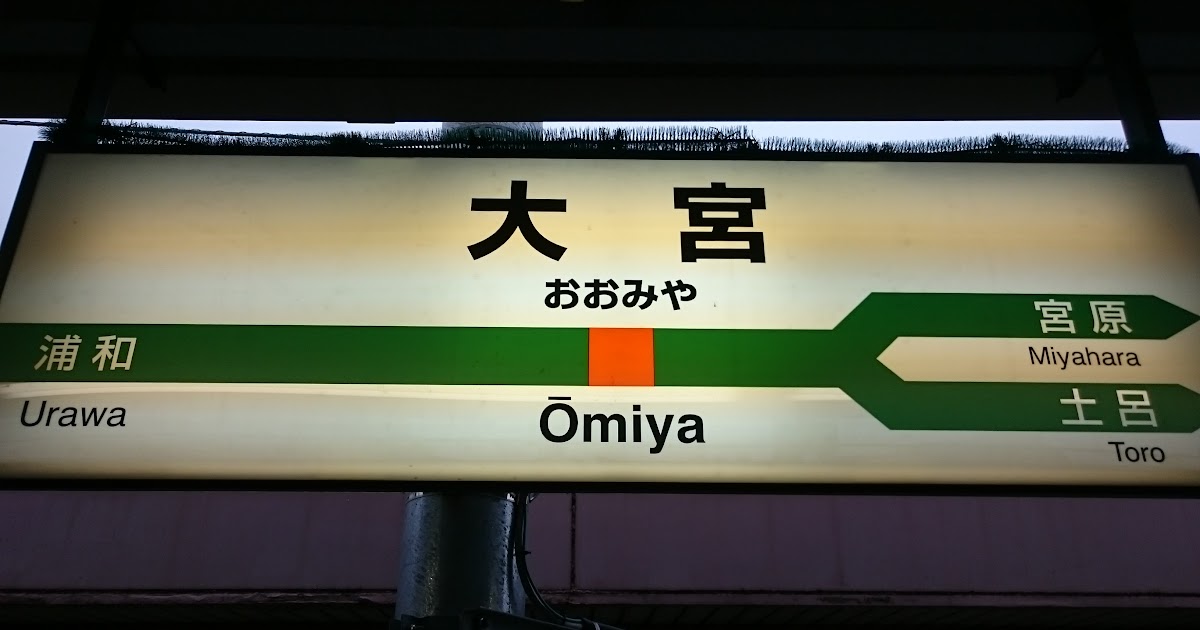 大宮
おおみや
浦和
Urawa
Ōmiya
宮原
Miyahara
土呂
Toro